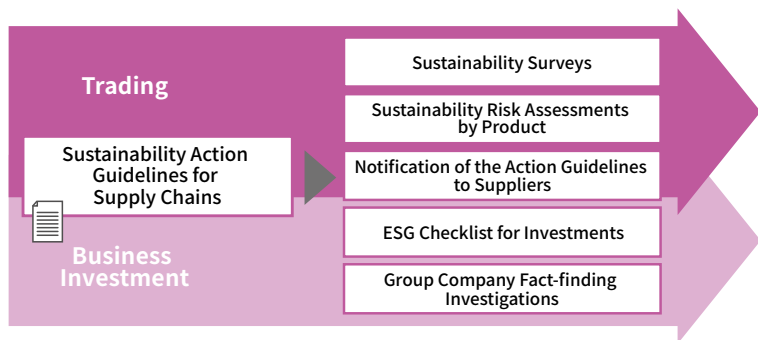 Trading
Sustainability Action
Guidelines for
Supply Chains
Business
Investment
Sustainability Surveys
Sustainability Risk Assessments
by Product
Notification of the Action Guidelines
to Suppliers
ESG Checklist for Investments
Group Company Fact-finding
Investigations